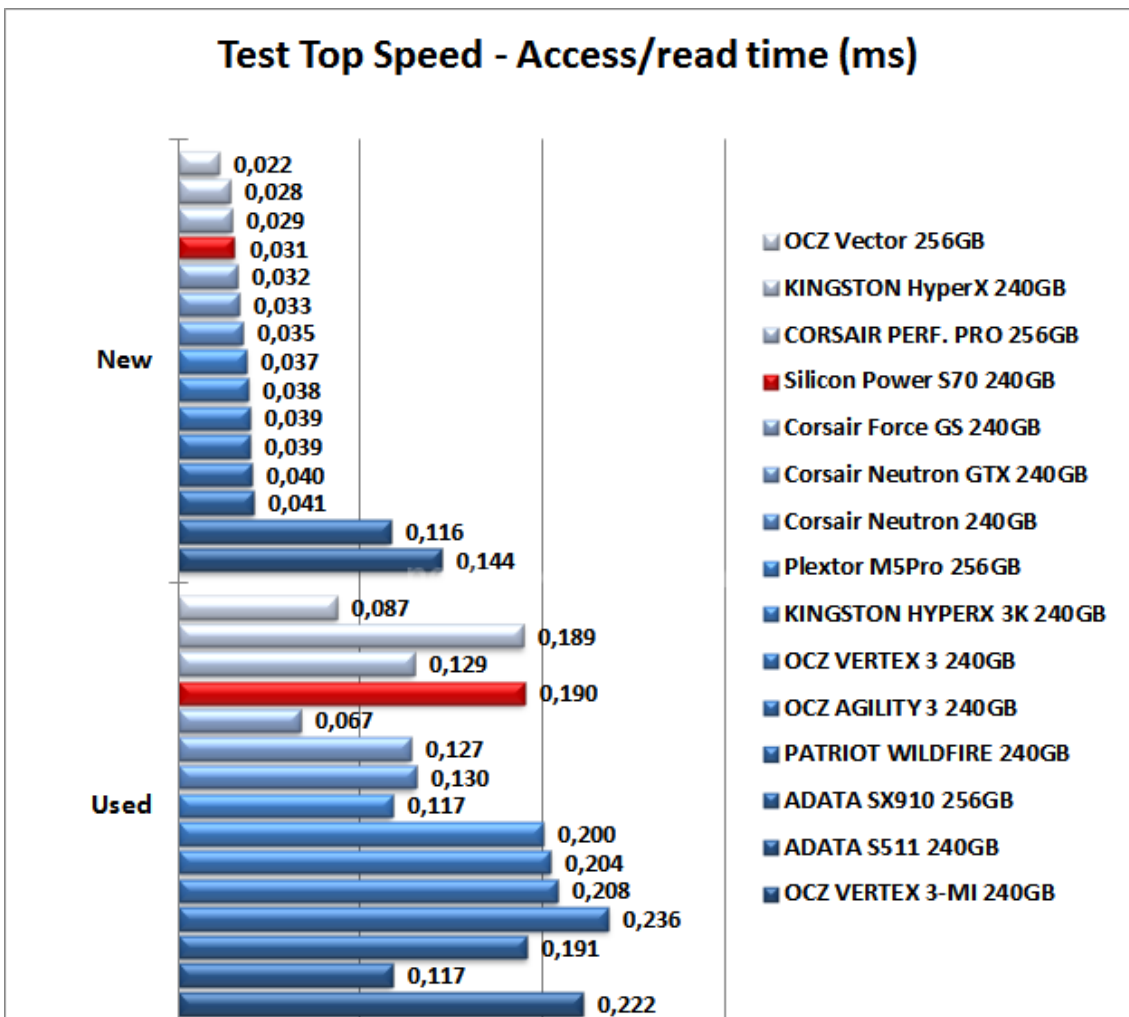 Test Top Speed - Access/read time (ms)
New
0,022
0,028
0,029
0,031
0,032
0,033
0,035
0,037
0,038
0,039
0,039
0,040
0,041
0,116
0,144
Used
0,087
0,189
0,129
0,190
0,067
0,127
0,130
0,117
0,200
0,204
0,208
0,236
0,191
0,117
0,222
OCZ Vector 256GB
KINGSTON HyperX 240GB
CORSAIR PERF. PRO 256GB
Silicon Power S70 240GB
Corsair Force GS 240GB
Corsair Neutron GTX 240GB
Corsair Neutron 240GB
Plextor M5Pro 256GB
KINGSTON HYPERX 3K 240GB
OCZ VERTEX 3 240GB
OCZ AGILITY 3 240GB
PATRIOT WILDFIRE 240GB
ADATA SX910 256GB
ADATA S511 240GB
OCZ VERTEX 3-MI 240GB